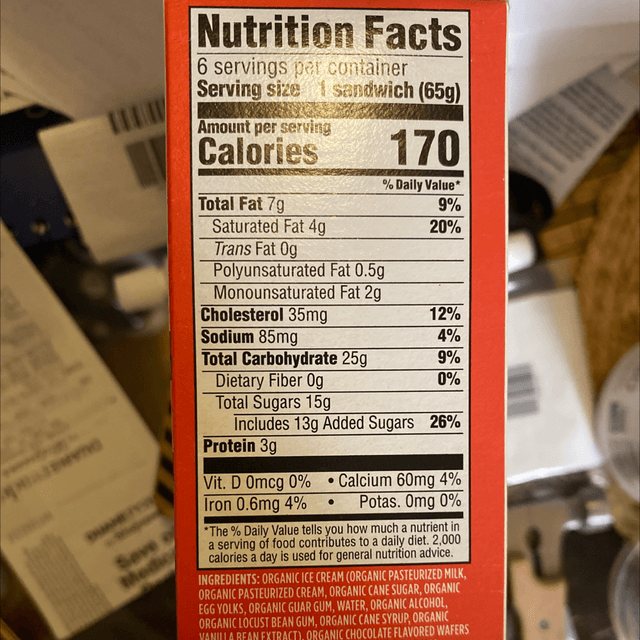 Nutrition Facts
6 servings per container
Serving size 1 sandwich (65g)
Amount per serving
Calories 170
% Daily Value*
Total Fat 7g 9%
Saturated Fat 4g 20%
Trans Fat 0g
Polyunsaturated Fat 0.5g
Monounsaturated Fat 2g
Cholesterol 35mg 12%
Sodium 85mg 4%
Total Carbohydrate 25g 9%
Dietary Fiber 0g 0%
Total Sugars 15g
Includes 13g Added Sugars 26%
Protein 3g
Vit. D 0mcg 0% • Calcium 60mg 4%
Iron 0.6mg 4% • Potas. 0mg 0%
*The % Daily Value tells you how much a nutrient in
a serving of food contributes to a daily diet. 2,000
calories a day is used for general nutrition advice.
INGREDIENTS: ORGANIC ICE CREAM (ORGANIC PASTEURIZED MILK,
ORGANIC PASTEURIZED CREAM, ORGANIC CANE SUGAR, ORGANIC
EGG YOLKS, ORGANIC GUAR GUM, WATER, ORGANIC ALCOHOL,
ORGANIC LOCUST BEAN GUM, ORGANIC CANE SYRUP, ORGANIC
VANILLA BEAN EXTRACT), ORGANIC CHOCOLATE FLAVORED WAFERS